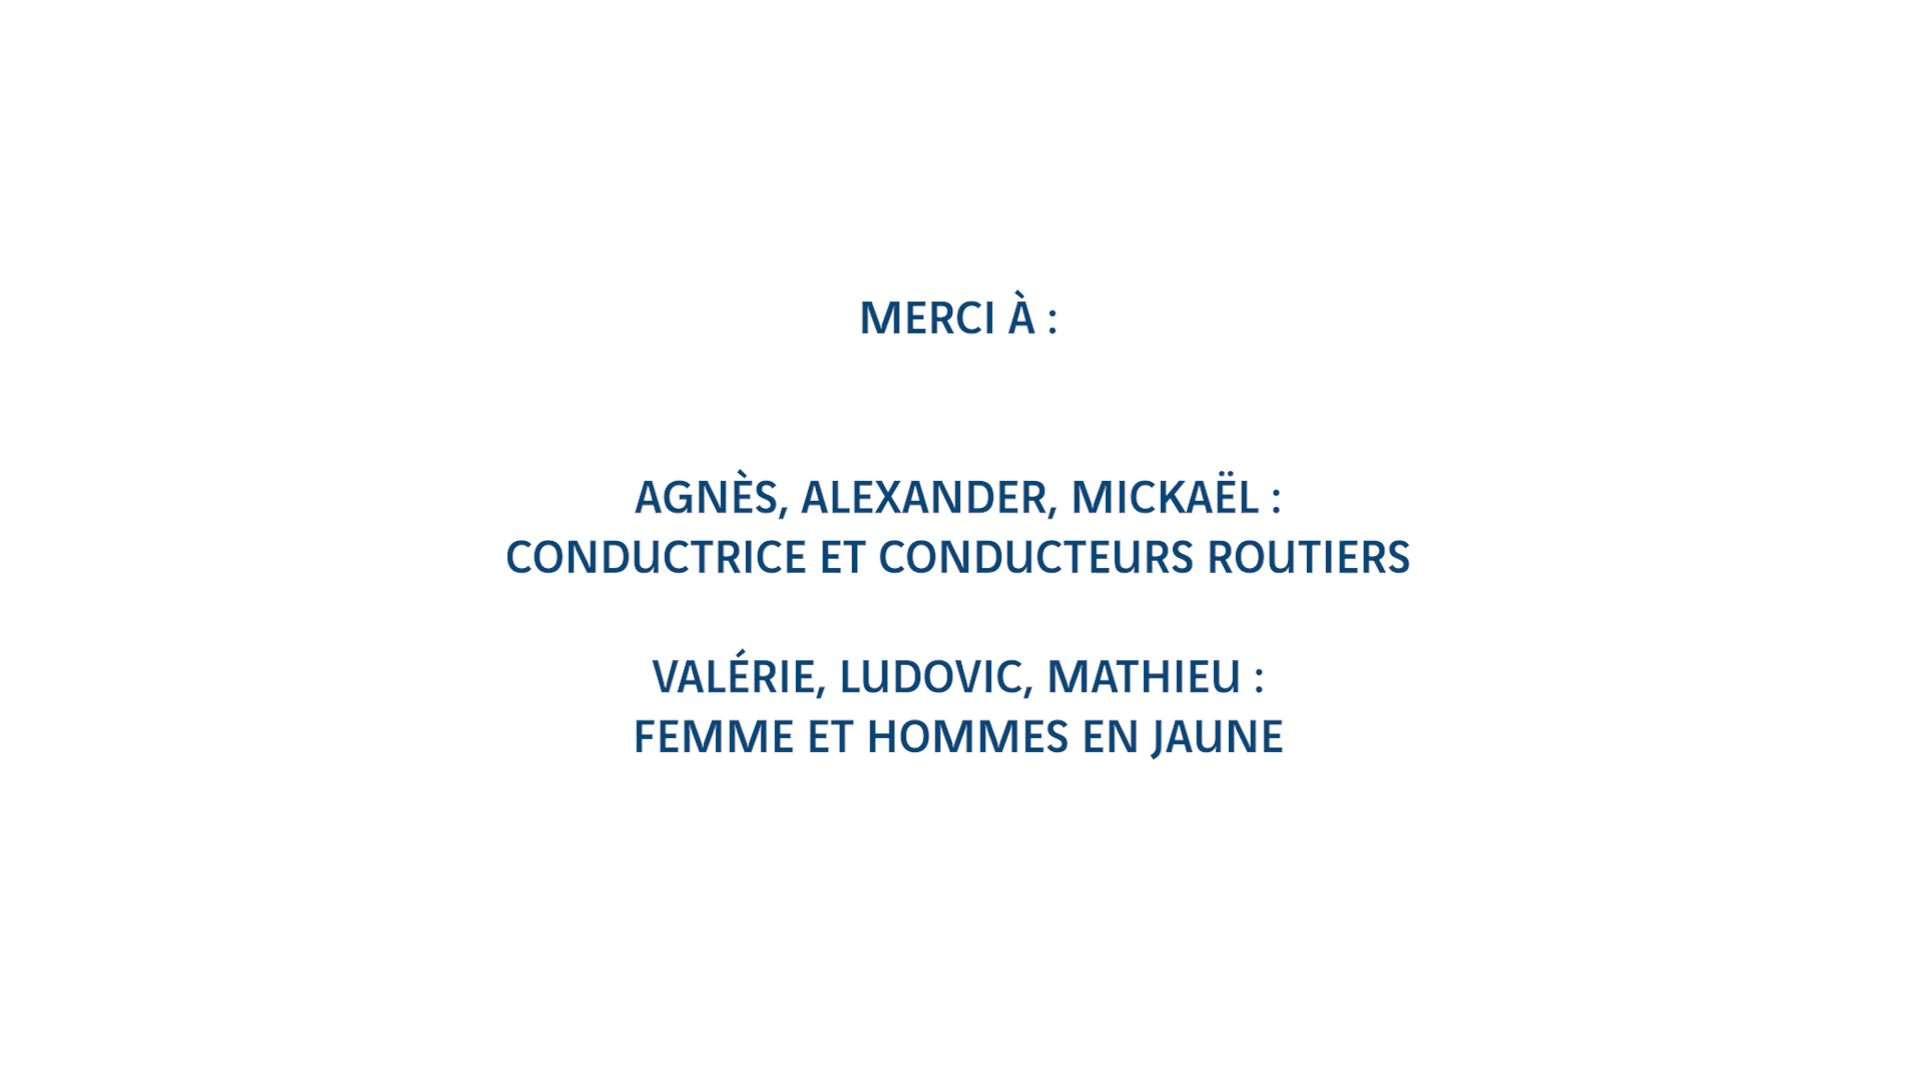 MERCI À :
AGNÈS, ALEXANDER, MICKAËL :
CONDUCTRICE ET CONDUCTEURS ROUTIERS
VALÉRIE, LUDOVIC, MATHIEU :
FEMME ET HOMMES EN JAUNE